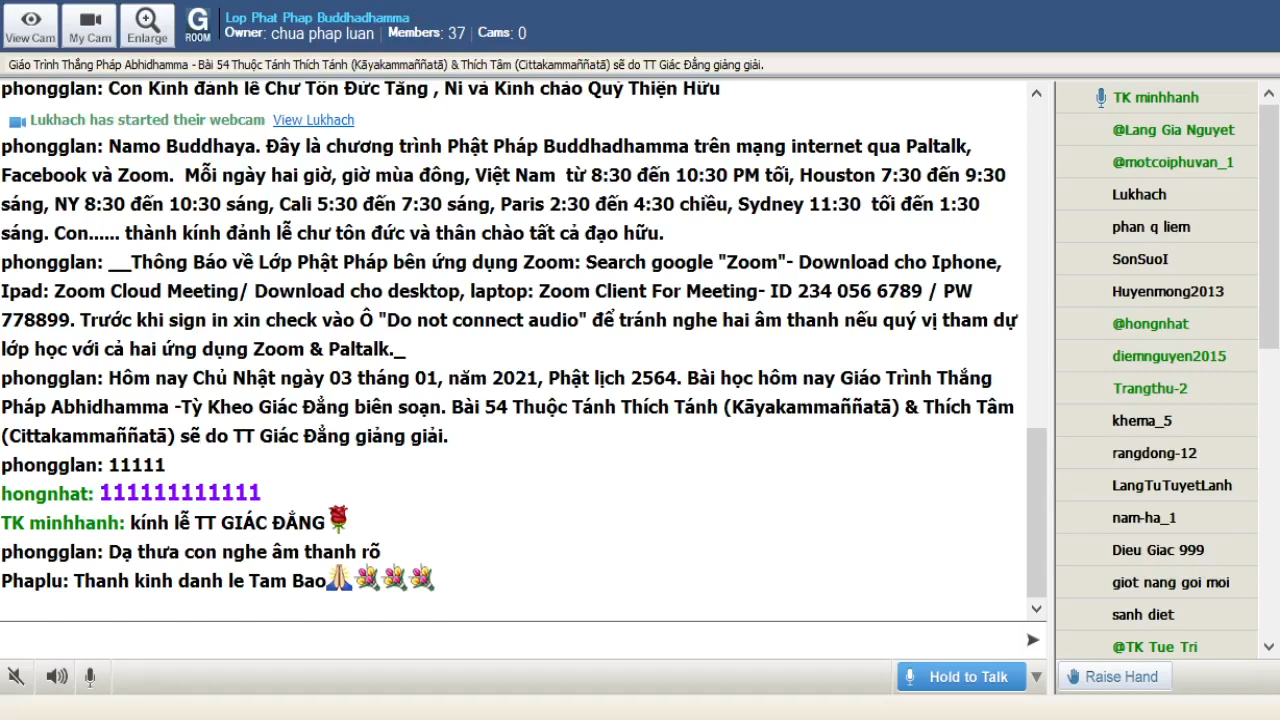 View Cam
My Cam
Enlarge
G
ROOM
Lop Phat Phap Buddhadhamma
Owner: chua phap luan | Members: 37 | Cams: 0
Giáo Trình Thắng Pháp Abhidhamma - Bài 54 Thuộc Tánh Thích Tánh (Kāyakammaññatā) & Thích Tâm (Cittakammaññatā) sẽ do TT Giác Đẳng giảng giải.
phongglan: Con Kính đảnh lễ Chư Tôn Đức Tăng , Ni và Kính chào Quý Thiện Hữu
Lukhach has started their webcam View Lukhach
phongglan: Namo Buddhaya. Đây là chương trình Phật Pháp Buddhadhamma trên mạng internet qua Paltalk,
Facebook và Zoom. Mỗi ngày hai giờ, giờ mùa đông, Việt Nam từ 8:30 đến 10:30 PM tối, Houston 7:30 đến 9:30
sáng, NY 8:30 đến 10:30 sáng, Cali 5:30 đến 7:30 sáng, Paris 2:30 đến 4:30 chiều, Sydney 11:30 tối đến 1:30
sáng. Con...... thành kính đảnh lễ chư tôn đức và thân chào tất cả đạo hữu.
phongglan: __Thông Báo về Lớp Phật Pháp bên ứng dụng Zoom: Search google "Zoom"- Download cho Iphone,
Ipad: Zoom Cloud Meeting/ Download cho desktop, laptop: Zoom Client For Meeting- ID 234 056 6789 / PW
778899. Trước khi sign in xin check vào Ô "Do not connect audio" để tránh nghe hai âm thanh nếu quý vị tham dự
lớp học với cả hai ứng dụng Zoom & Paltalk._
phongglan: Hôm nay Chủ Nhật ngày 03 tháng 01, năm 2021, Phật lịch 2564. Bài học hôm nay Giáo Trình Thắng
Pháp Abhidhamma -Tỳ Kheo Giác Đẳng biên soạn. Bài 54 Thuộc Tánh Thích Tánh (Kāyakammaññatā) & Thích Tâm
(Cittakammaññatā) sẽ do TT Giác Đẳng giảng giải.
phongglan: 11111
hongnhat: 111111111111
TK minhhanh: kính lễ TT GIÁC ĐẲNG
phongglan: Dạ thưa con nghe âm thanh rõ
Phaplu: Thanh kinh danh le Tam Bao
Hold to Talk
TK minhhanh
@Lang Gia Nguyet
@motcoiphuvan_1
Lukhach
phan q liem
SonSuoI
Huyenmong2013
@hongnhat
diemnguyen2015
Trangthu-2
khema_5
rangdong-12
LangTuTuyetLanh
nam-ha_1
Dieu Giac 999
giot nang goi moi
sanh diet
@TK Tue Tri
Raise Hand